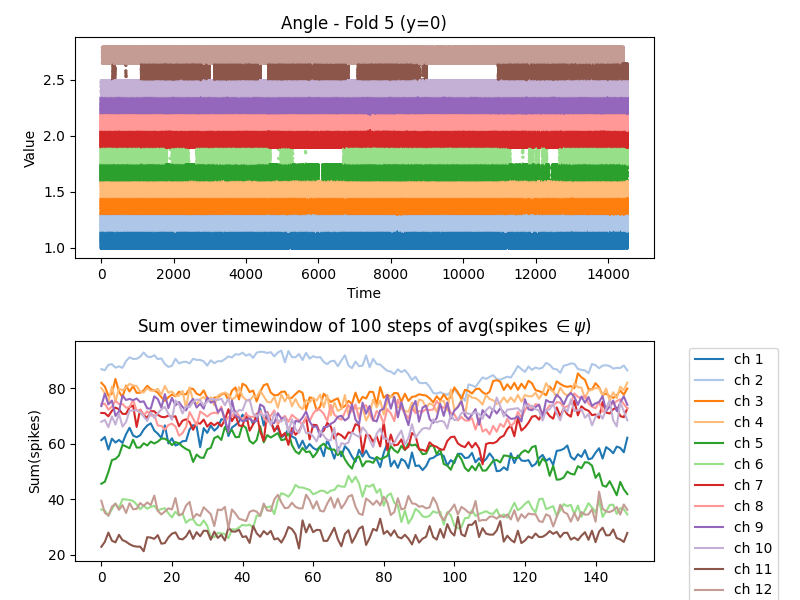 Angle - Fold 5 (y=0)
Value
2.5
2.0
1.5
1.0
0 2000 4000 6000 8000 10000 12000 14000
Time
Sum over timewindow of 100 steps of avg(spikes ∈ ψ)
Sum(spikes)
80
60
40
20
0 20 40 60 80 100 120 140
ch 1
ch 2
ch 3
ch 4
ch 5
ch 6
ch 7
ch 8
ch 9
ch 10
ch 11
ch 12